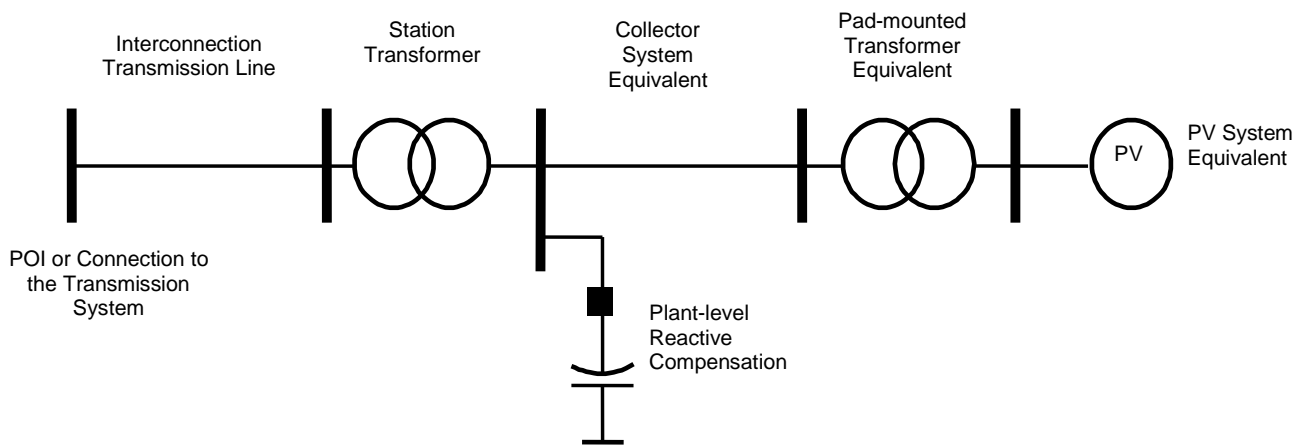 Interconnection
Transmission Line
Station
Transformer
Collector
System
Equivalent
Pad-mounted
Transformer
Equivalent
PV
PV System
Equivalent
POI or Connection to
the Transmission
System
Plant-level
Reactive
Compensation